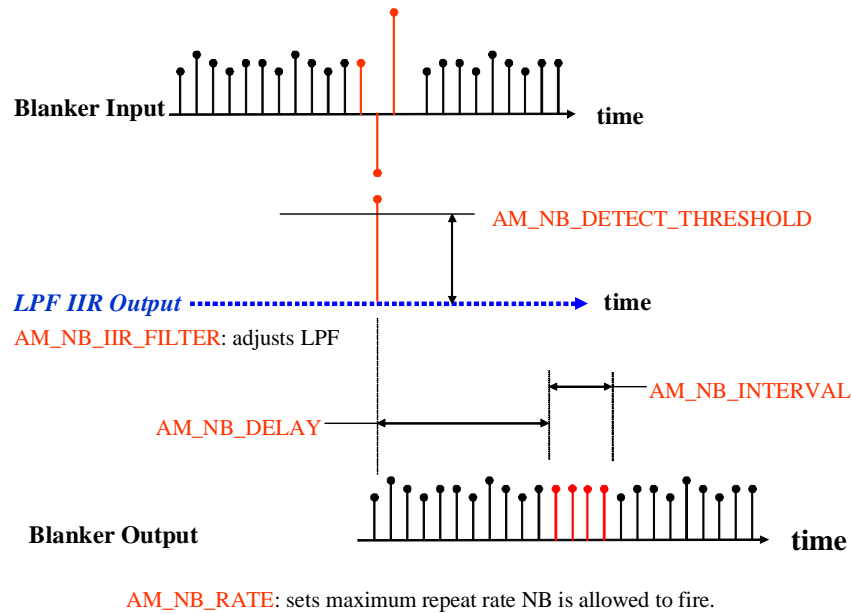 Blanker Input
time
AM_NB_DETECT_THRESHOLD
LPF IIR Output
time
AM_NB_IIR_FILTER: adjusts LPF
AM_NB_INTERVAL
AM_NB_DELAY
Blanker Output
time
AM_NB_RATE: sets maximum repeat rate NB is allowed to fire.